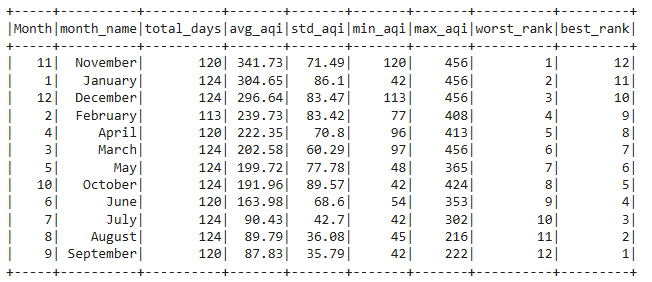 +-----+----------+----------+-------+-------+-------+-------+----------+---------+
|Month|month_name|total_days|avg_aqi|std_aqi|min_aqi|max_aqi|worst_rank|best_rank|
+-----+----------+----------+-------+-------+-------+-------+----------+---------+
|   11|  November|       120| 341.73|  71.49|    120|    456|         1|       12|
|    1|   January|       124| 304.65|   86.1|     42|    456|         2|       11|
|   12|  December|       124| 296.64|  83.47|    113|    456|         3|       10|
|    2|  February|       113| 239.73|  83.42|     77|    408|         4|        9|
|    4|     April|       120| 222.35|   70.8|     96|    413|         5|        8|
|    3|     March|       124| 202.58|  60.29|     97|    456|         6|        7|
|    5|       May|       124| 199.72|  77.78|     48|    365|         7|        6|
|   10|   October|       124| 191.96|  89.57|     42|    424|         8|        5|
|    6|      June|       120| 163.98|   68.6|     54|    353|         9|        4|
|    7|      July|       124|  90.43|   42.7|     42|    302|        10|        3|
|    8|    August|       124|  89.79|  36.08|     45|    216|        11|        2|
|    9| September|       120|  87.83|  35.79|     42|    222|        12|        1|
+-----+----------+----------+-------+-------+-------+-------+----------+---------+